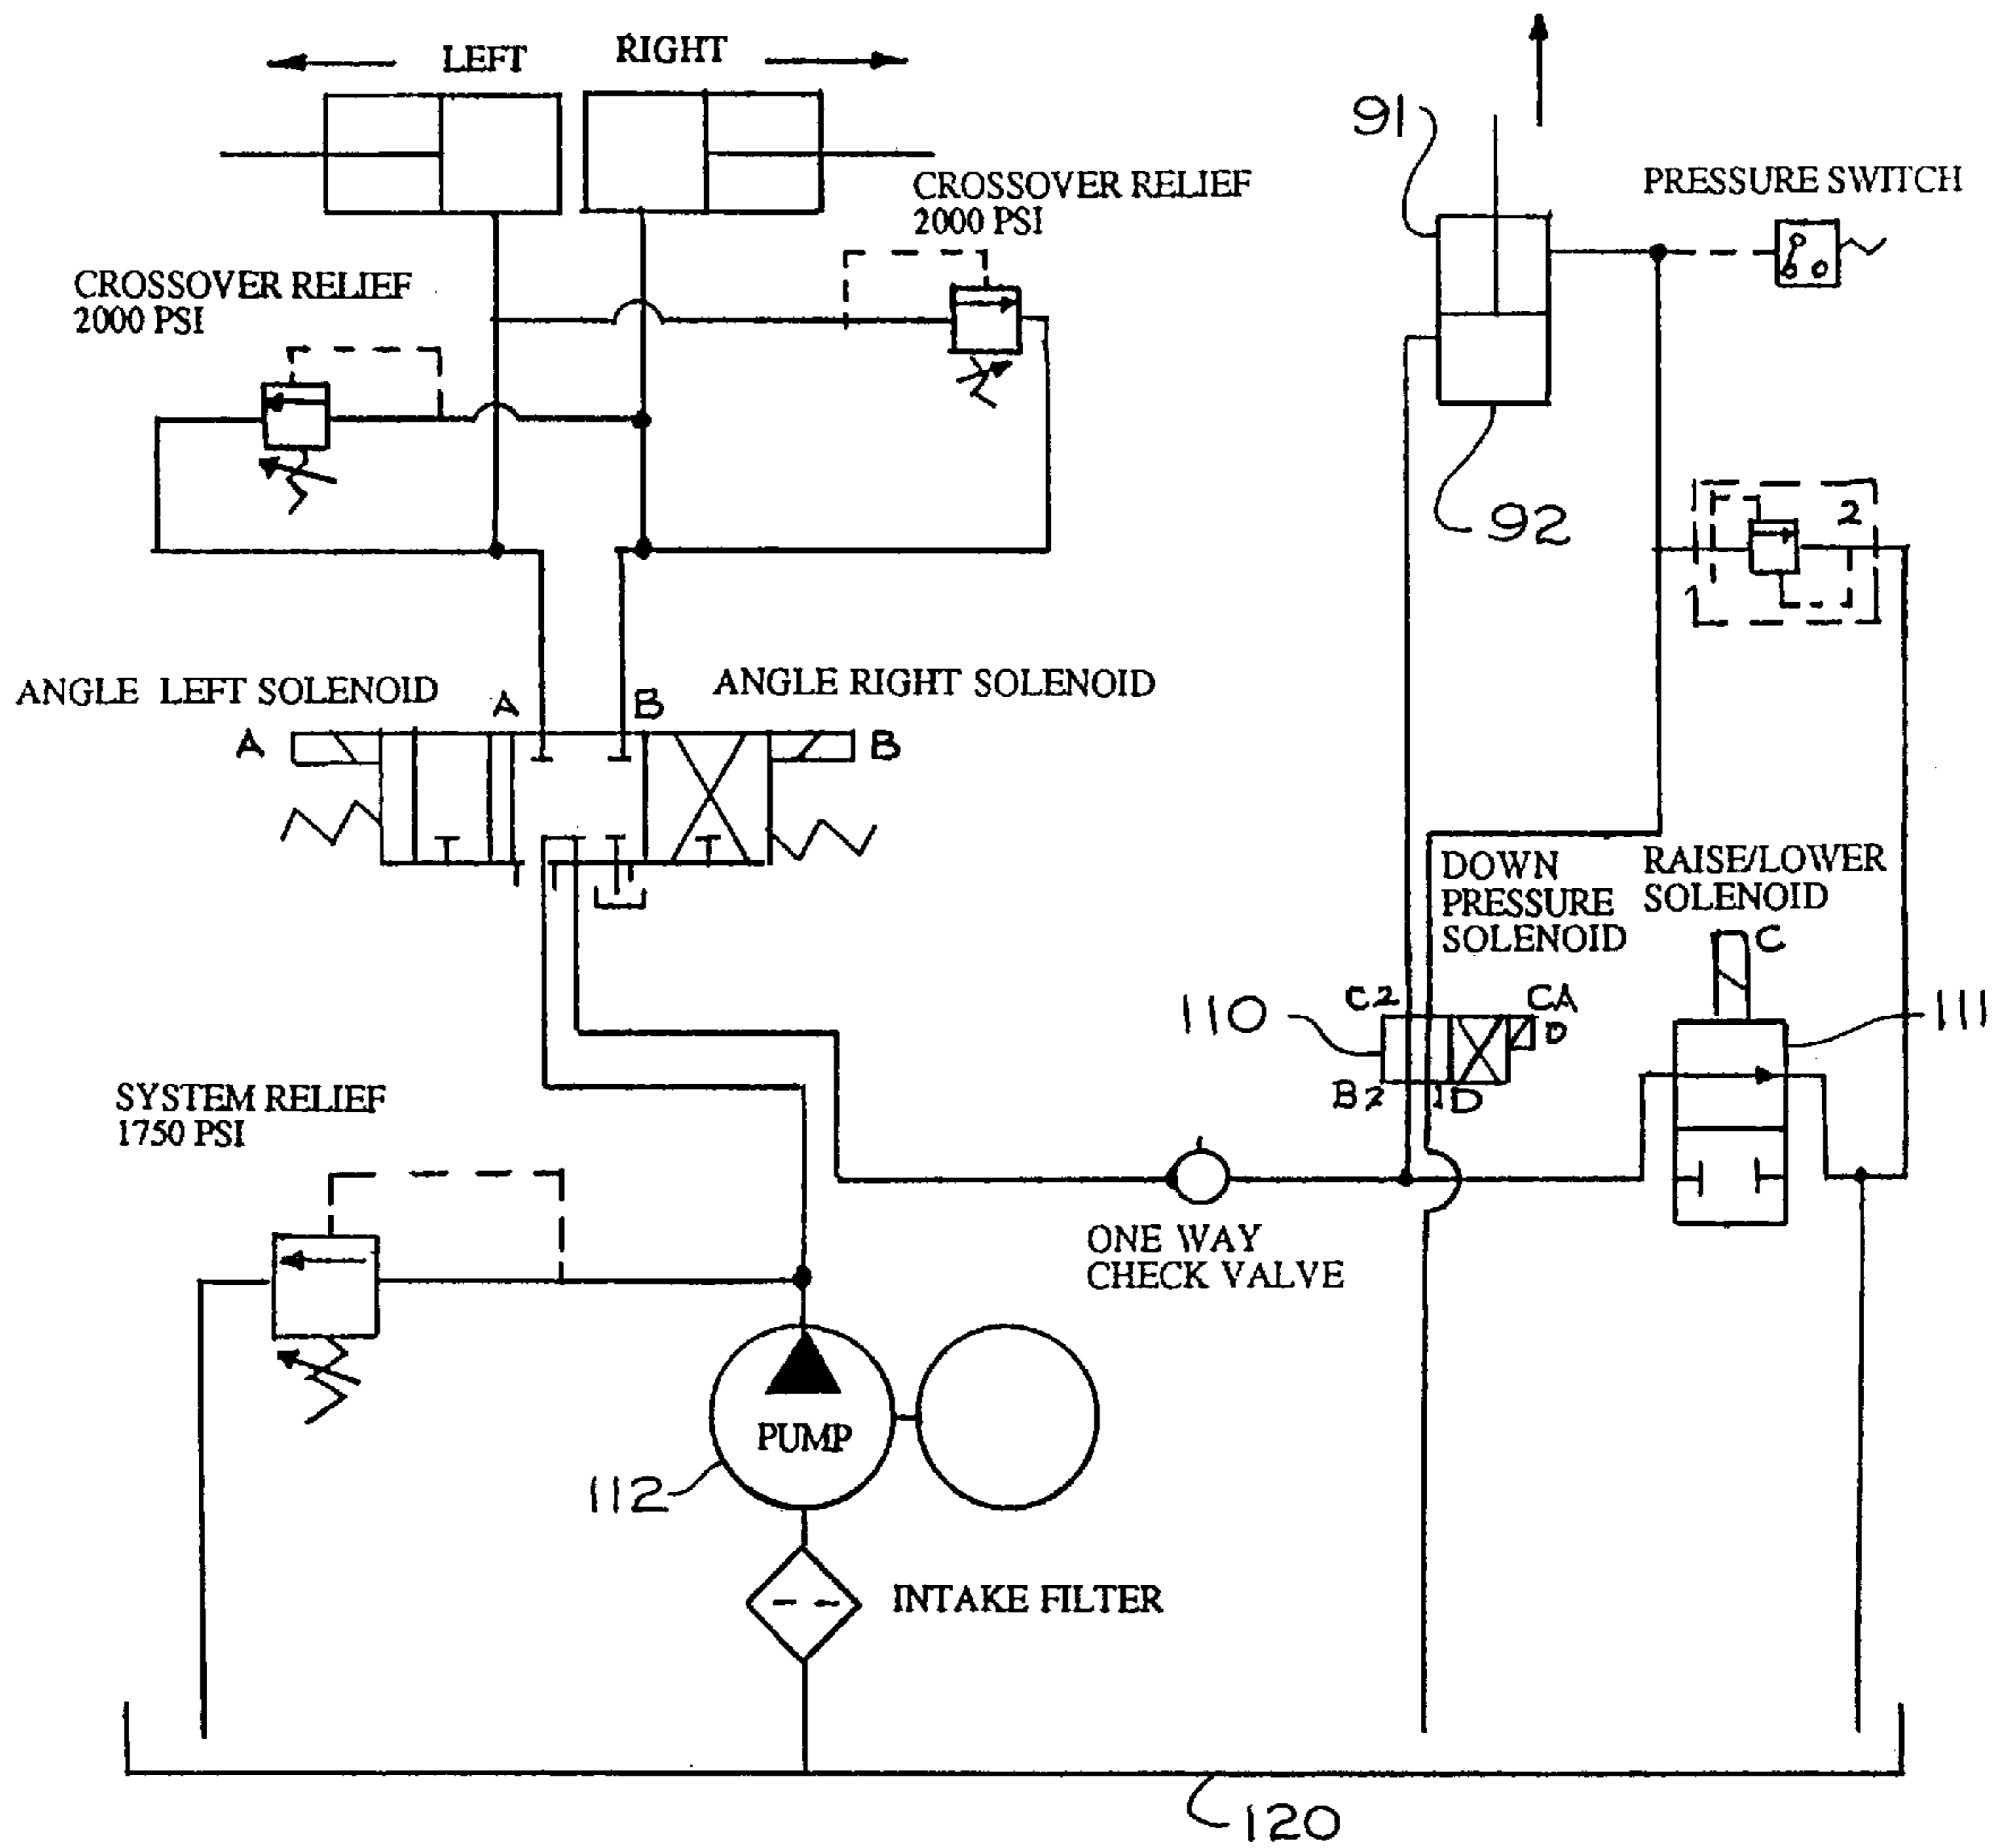 LEFT
RIGHT
91
PRESSURE SWITCH
CROSSOVER RELIEF
2000 PSI
CROSSOVER RELIEF
2000 PSI
92
2
1
ANGLE LEFT SOLENOID
A
B
ANGLE RIGHT SOLENOID
A
B
DOWN
PRESSURE
SOLENOID
RAISE/LOWER
SOLENOID
C
110
C2
CA
D
111
B2
1D
SYSTEM RELIEF
1750 PSI
ONE WAY
CHECK VALVE
PUMP
112
INTAKE FILTER
120